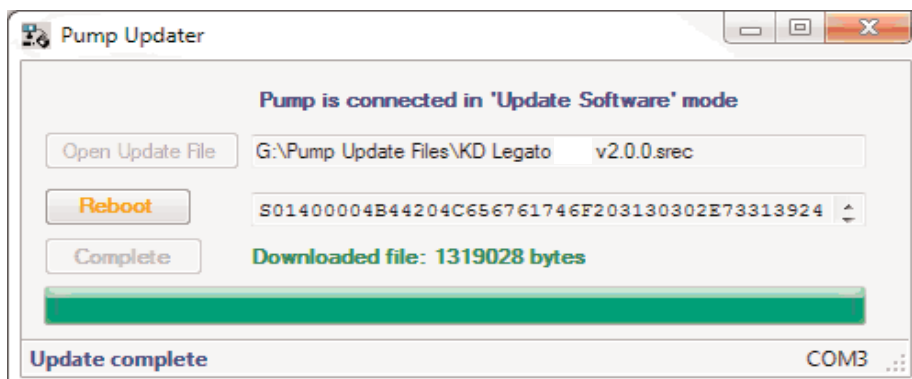 Pump Updater
Pump is connected in 'Update Software' mode
Open Update File G:\Pump Update Files\KD Legato v2.0.0.srec
Reboot S01400004B44204C656761746F203130302E73313924
Complete Downloaded file: 1319028 bytes
Update complete COM3